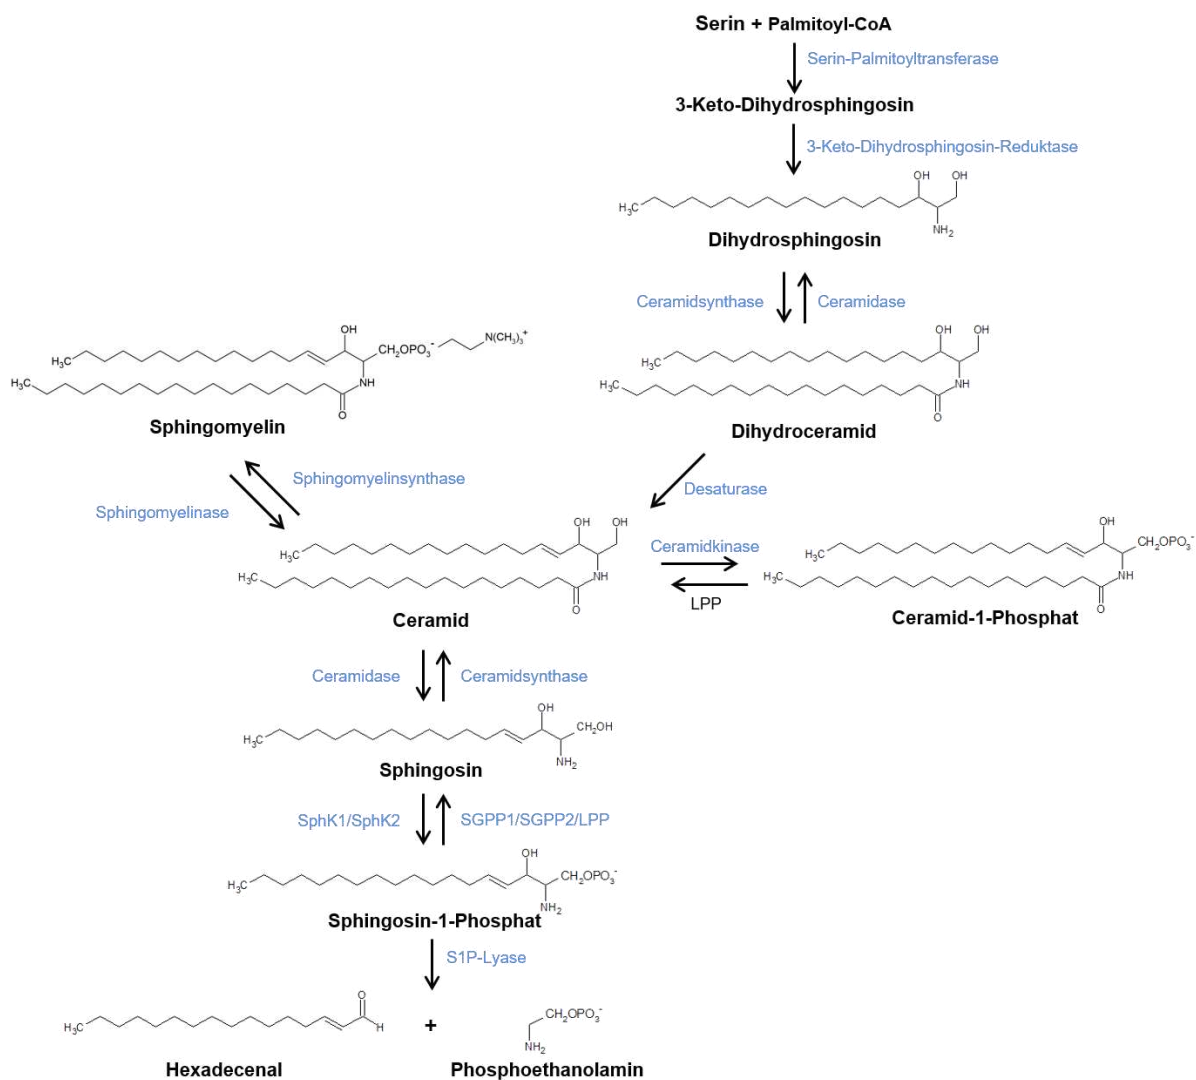 Serin + Palmitoyl-CoA
Serin-Palmitoyltransferase
3-Keto-Dihydrosphingosin
3-Keto-Dihydrosphingosin-Reduktase
OH OH
H₃C
NH₂
Dihydrosphingosin
Ceramidsynthase Ceramidase
OH
H₃C CH₂OPO₃⁻ N(CH₃)₃⁺
H₃C NH
O
Sphingomyelin
OH OH
H₃C
H₃C NH
O
Dihydroceramid
Sphingomyelinsynthase
Sphingomyelinase
Desaturase
OH OH
H₃C
H₃C NH
O
Ceramid
Ceramidkinase
LPP
OH
H₃C CH₂OPO₃⁻
H₃C NH
O
Ceramid-1-Phosphat
Ceramidase Ceramidsynthase
OH
H₃C CH₂OH
NH₂
Sphingosin
SphK1/SphK2 SGPP1/SGPP2/LPP
OH
H₃C CH₂OPO₃⁻
NH₂
Sphingosin-1-Phosphat
S1P-Lyase
O
H₃C H + CH₂OPO₃⁻
NH₂
Hexadecenal Phosphoethanolamin